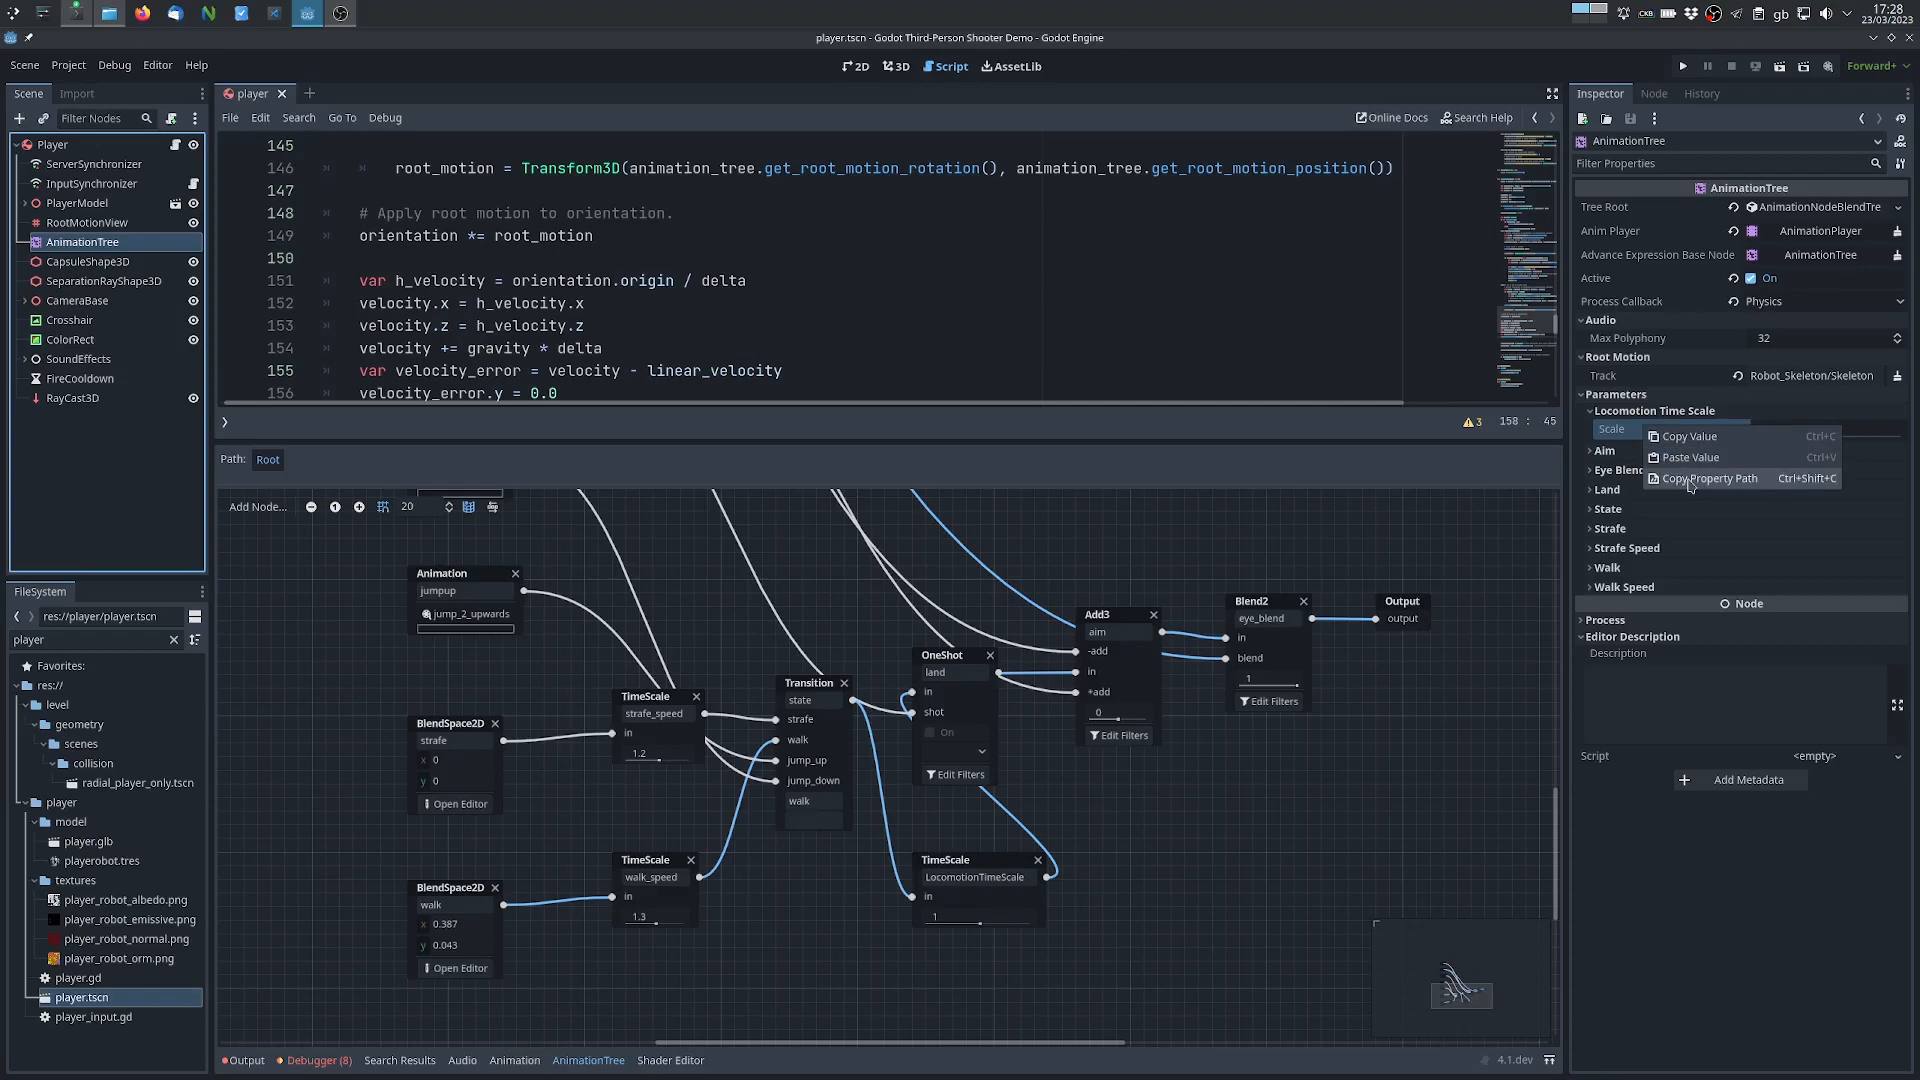 CKB
gb
17:28
23/03/2023
player.tscn - Godot Third-Person Shooter Demo - Godot Engine
Scene Project Debug Editor Help
2D 3D Script AssetLib
Forward+
Scene Import
Filter Nodes
Player
ServerSynchronizer
InputSynchronizer
PlayerModel
RootMotionView
AnimationTree
CapsuleShape3D
SeparationRayShape3D
CameraBase
Crosshair
ColorRect
SoundEffects
FireCooldown
RayCast3D
FileSystem
res://player/player.tscn
player
Favorites:
res://
level
geometry
scenes
collision
radial_player_only.tscn
player
model
player.glb
playerobot.tres
textures
player_robot_albedo.png
player_robot_emissive.png
player_robot_normal.png
player_robot_orm.png
player.gd
player.tscn
player_input.gd
player
File Edit Search Go To Debug
Online Docs Search Help
145
146 root_motion = Transform3D(animation_tree.get_root_motion_rotation(), animation_tree.get_root_motion_position())
147
148 # Apply root motion to orientation.
149 orientation *= root_motion
150
151 var h_velocity = orientation.origin / delta
152 velocity.x = h_velocity.x
153 velocity.z = h_velocity.z
154 velocity += gravity * delta
155 var velocity_error = velocity - linear_velocity
156 velocity_error.y = 0.0
3 158 : 45
Path: Root
Add Node... 20
Animation
jumpup
jump_2_upwards
BlendSpace2D
strafe
x 0
y 0
Open Editor
BlendSpace2D
walk
x 0.387
y 0.043
Open Editor
TimeScale
strafe_speed
in
1.2
TimeScale
walk_speed
in
1.3
Transition
state
strafe
walk
jump_up
jump_down
walk
OneShot
land
in
shot
On
Edit Filters
TimeScale
LocomotionTimeScale
in
1
Add3
aim
-add
in
+add
0
Edit Filters
Blend2
eye_blend
in
blend
1
Edit Filters
Output
output
Output Debugger (8) Search Results Audio Animation AnimationTree Shader Editor
4.1.dev
Inspector Node History
AnimationTree
Filter Properties
AnimationTree
Tree Root AnimationNodeBlendTre
Anim Player AnimationPlayer
Advance Expression Base Node AnimationTree
Active On
Process Callback Physics
Audio
Max Polyphony 32
Root Motion
Track Robot_Skeleton/Skeleton
Parameters
Locomotion Time Scale
Scale
Copy Value Ctrl+C
Paste Value Ctrl+V
Copy Property Path Ctrl+Shift+C
Aim
Eye Blend
Land
State
Strafe
Strafe Speed
Walk
Walk Speed
Node
Process
Editor Description
Description
Script <empty>
Add Metadata